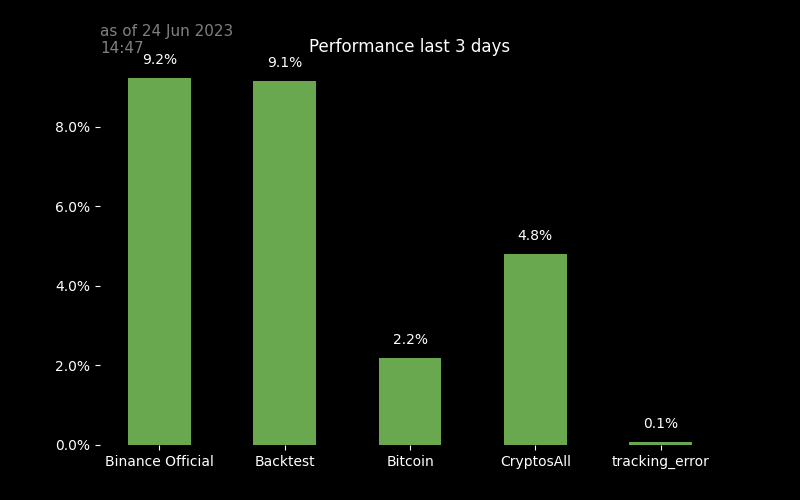 as of 24 Jun 2023
14:47
Performance last 3 days
9.2%
9.1%
2.2%
4.8%
0.1%
8.0%
6.0%
4.0%
2.0%
0.0%
Binance Official
Backtest
Bitcoin
CryptosAll
tracking_error